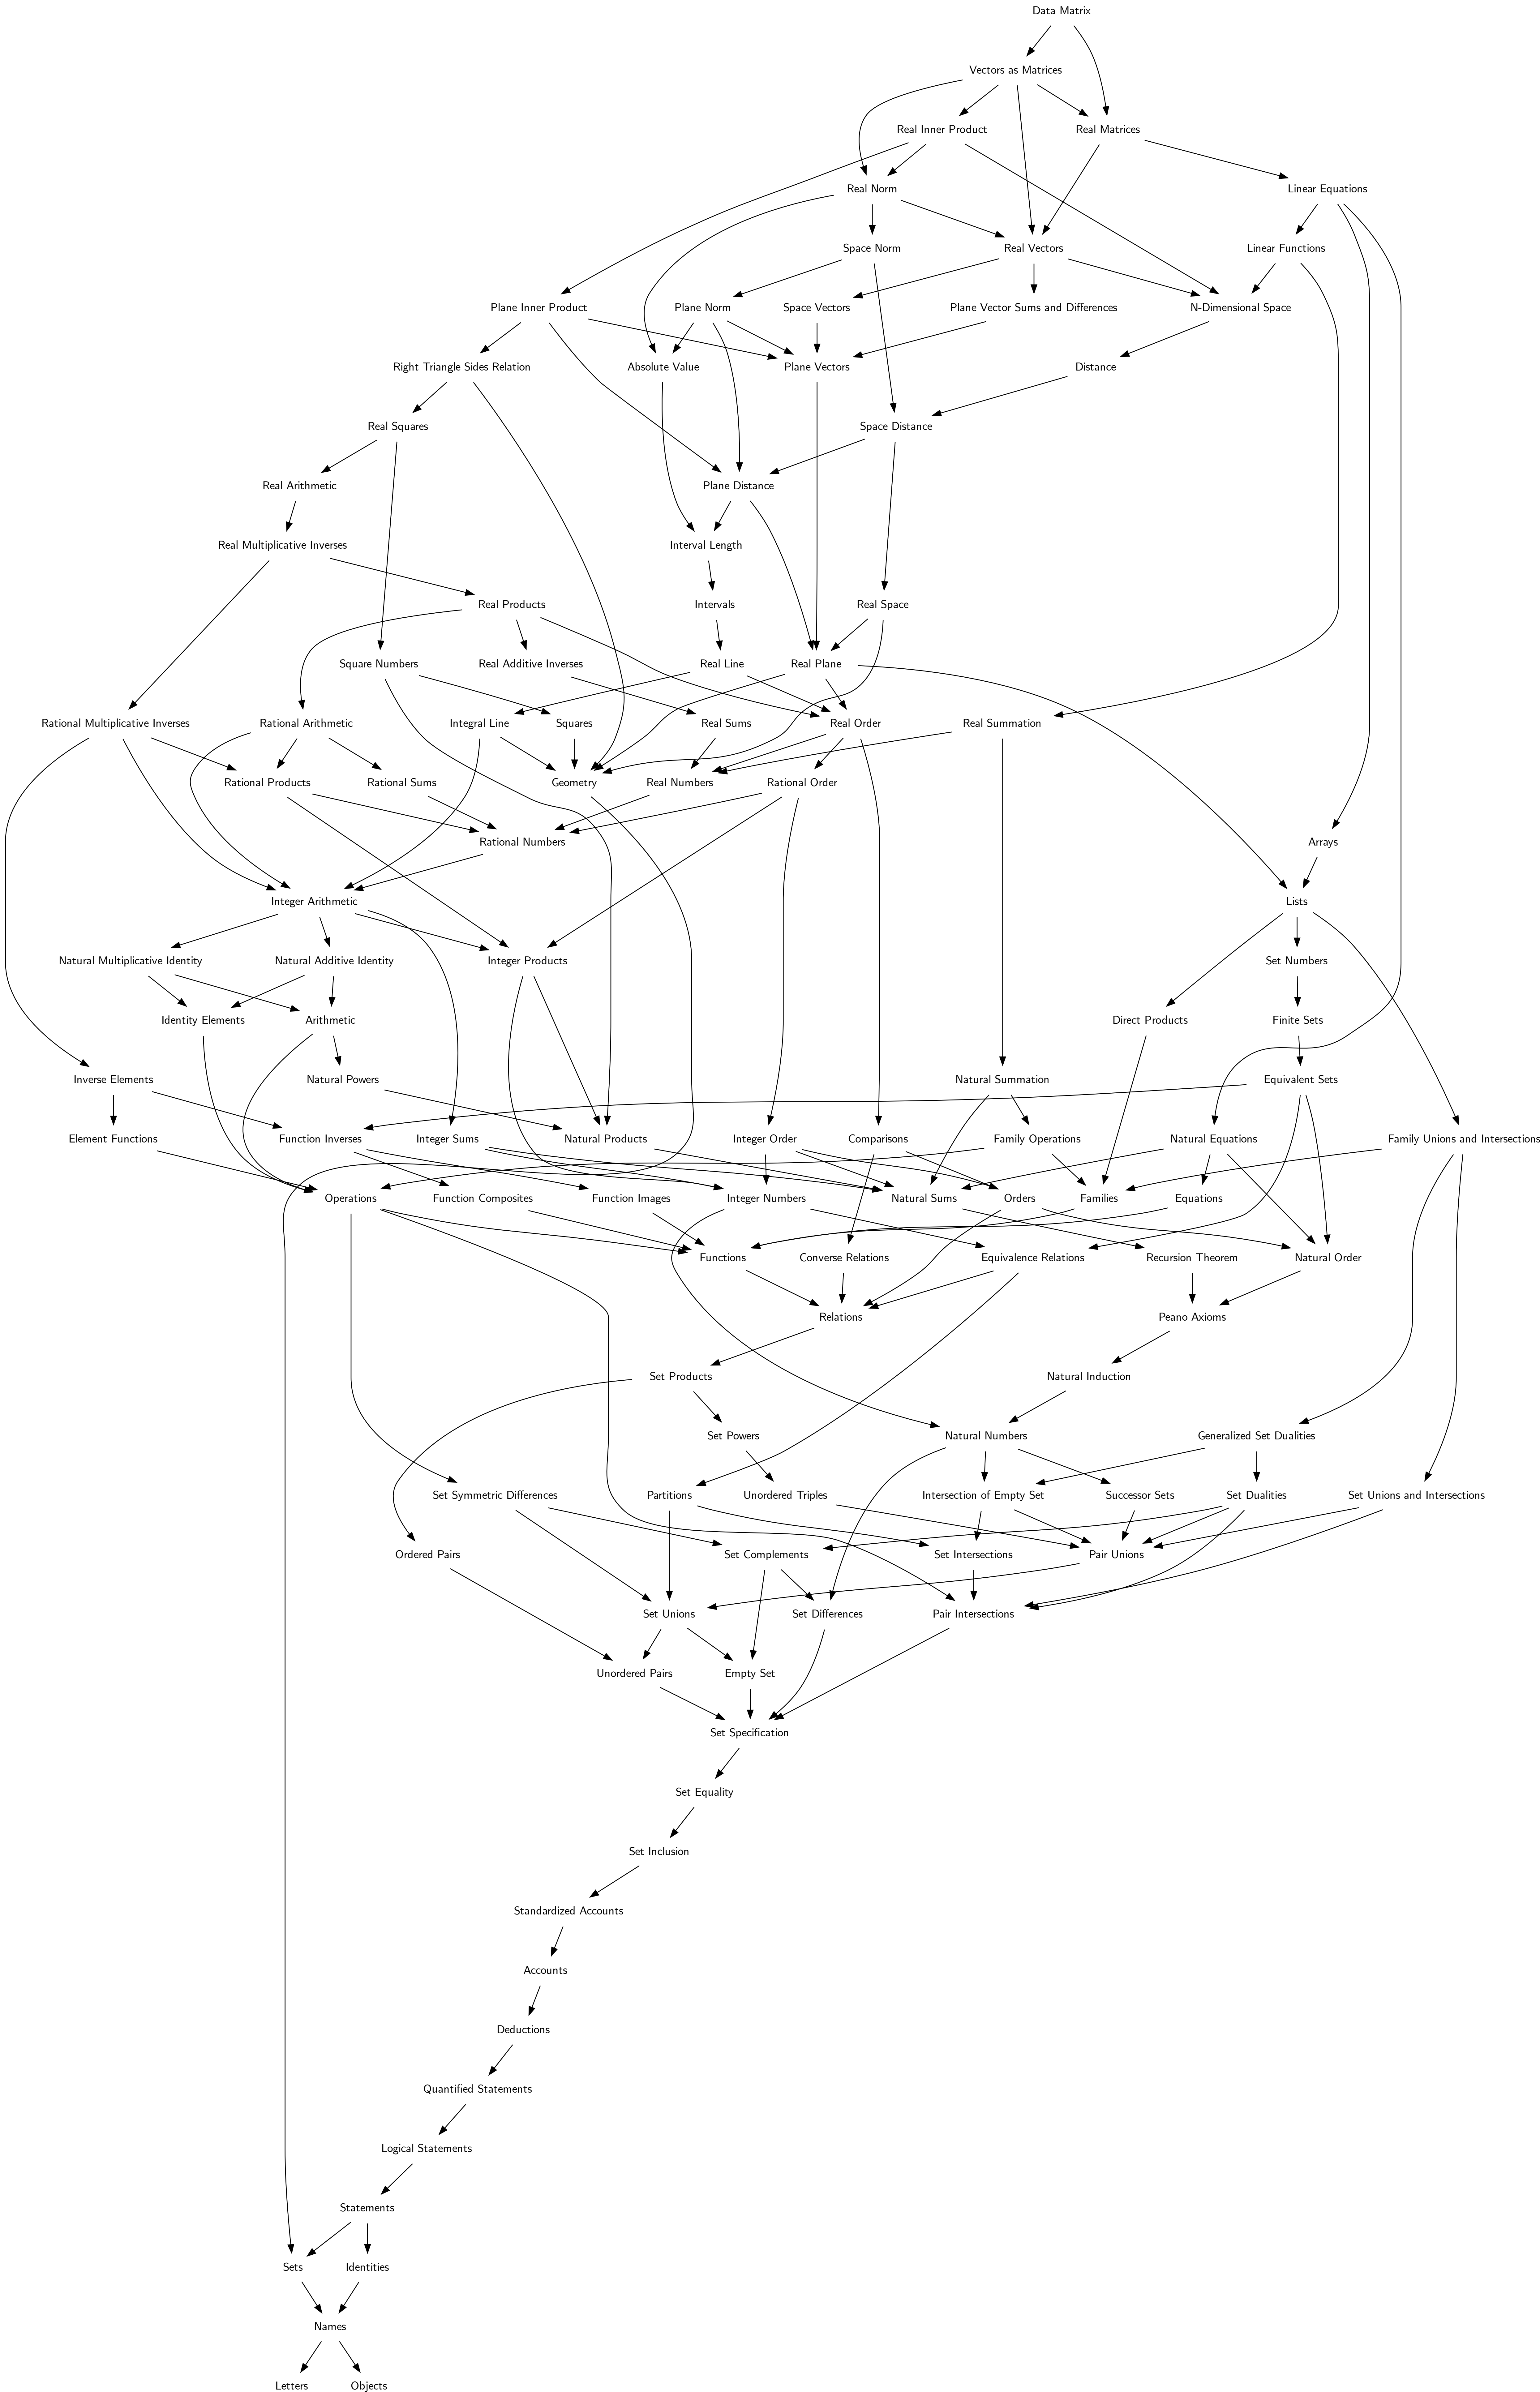 Data Matrix
Vectors as Matrices
Real Inner Product
Real Matrices
Real Norm
Linear Equations
Space Norm
Real Vectors
Linear Functions
Plane Inner Product
Plane Norm
Space Vectors
Plane Vector Sums and Differences
N-Dimensional Space
Right Triangle Sides Relation
Absolute Value
Plane Vectors
Distance
Real Squares
Space Distance
Real Arithmetic
Plane Distance
Real Multiplicative Inverses
Interval Length
Real Products
Intervals
Real Space
Square Numbers
Real Additive Inverses
Real Line
Real Plane
Rational Multiplicative Inverses
Rational Arithmetic
Integral Line
Squares
Real Sums
Real Order
Real Summation
Rational Products
Rational Sums
Geometry
Real Numbers
Rational Order
Rational Numbers
Arrays
Integer Arithmetic
Lists
Natural Multiplicative Identity
Natural Additive Identity
Integer Products
Set Numbers
Identity Elements
Arithmetic
Direct Products
Finite Sets
Inverse Elements
Natural Powers
Natural Summation
Equivalent Sets
Element Functions
Function Inverses
Integer Sums
Natural Products
Integer Order
Comparisons
Family Operations
Natural Equations
Family Unions and Intersections
Operations
Function Composites
Function Images
Integer Numbers
Natural Sums
Orders
Families
Equations
Functions
Converse Relations
Equivalence Relations
Recursion Theorem
Natural Order
Relations
Peano Axioms
Set Products
Natural Induction
Set Powers
Natural Numbers
Generalized Set Dualities
Set Symmetric Differences
Partitions
Unordered Triples
Intersection of Empty Set
Successor Sets
Set Dualities
Set Unions and Intersections
Ordered Pairs
Set Complements
Set Intersections
Pair Unions
Set Unions
Set Differences
Pair Intersections
Unordered Pairs
Empty Set
Set Specification
Set Equality
Set Inclusion
Standardized Accounts
Accounts
Deductions
Quantified Statements
Logical Statements
Statements
Sets
Identities
Names
Letters
Objects